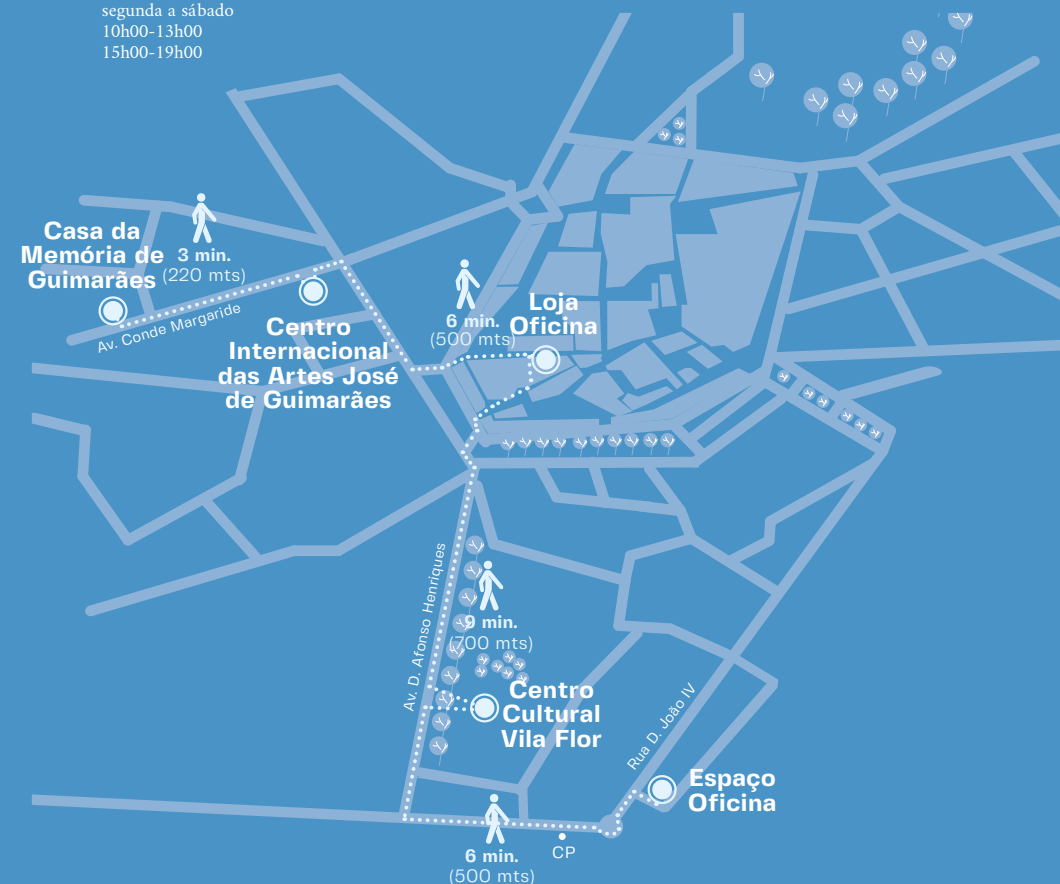 segunda a sábado
10h00-13h00
15h00-19h00
Casa da
Memória de
Guimarães
3 min.
(220 mts)
Av. Conde Margaride
Centro
Internacional
das Artes José
de Guimarães
6 min.
(500 mts)
Loja
Oficina
Av. D. Afonso Henriques
9 min.
(700 mts)
Centro
Cultural
Vila Flor
Rua D. João IV
Espaço
Oficina
6 min.
(500 mts)
CP